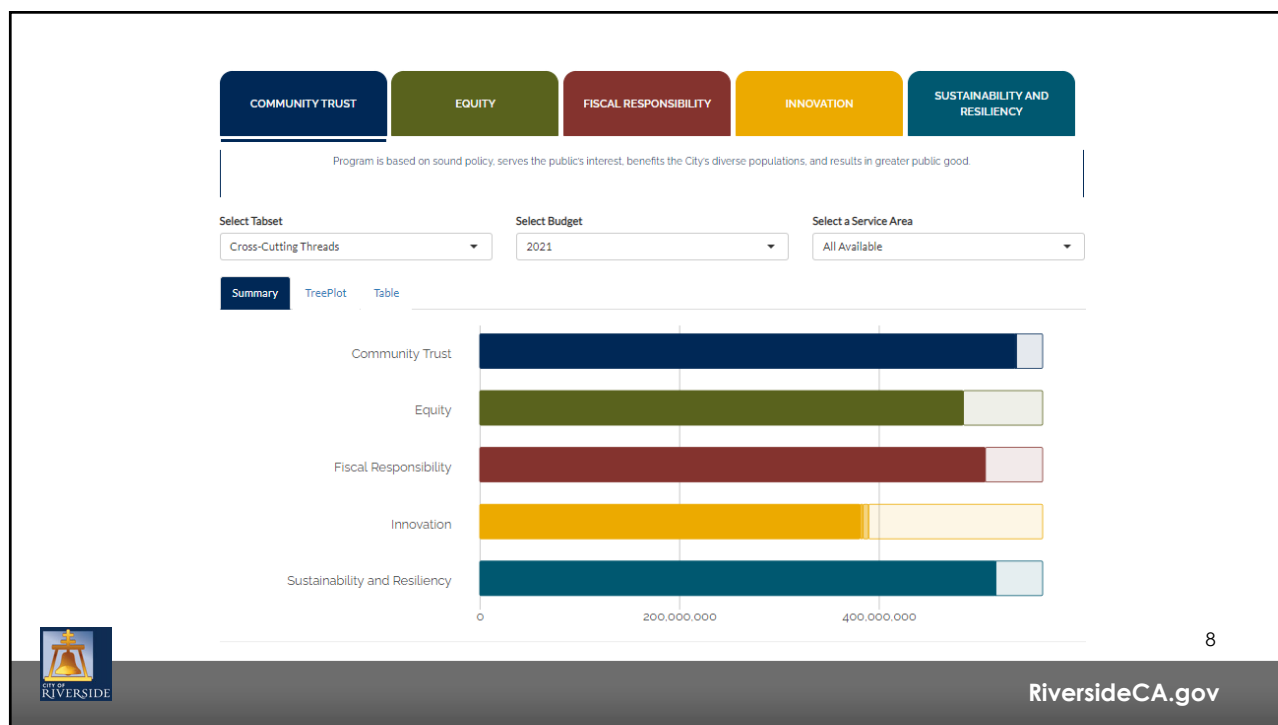 COMMUNITY TRUST
EQUITY
FISCAL RESPONSIBILITY
INNOVATION
SUSTAINABILITY AND
RESILIENCY
Program is based on sound policy, serves the public's interest, benefits the City's diverse populations, and results in greater public good.
Select Tabset
Select Budget
Select a Service Area
Cross-Cutting Threads
2021
All Available
Summary
TreePlot
Table
Community Trust
Equity
Fiscal Responsibility
Innovation
Sustainability and Resiliency
0
200,000,000
400,000,000
8
CITY OF
RIVERSIDE
RiversideCA.gov